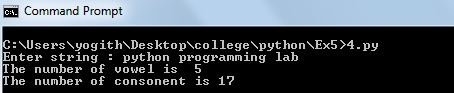 Command Prompt
C:\Users\yogith\Desktop\college\python\Ex5>4.py
Enter string : python programming lab
The number of vowel is  5
The number of consonent is 17